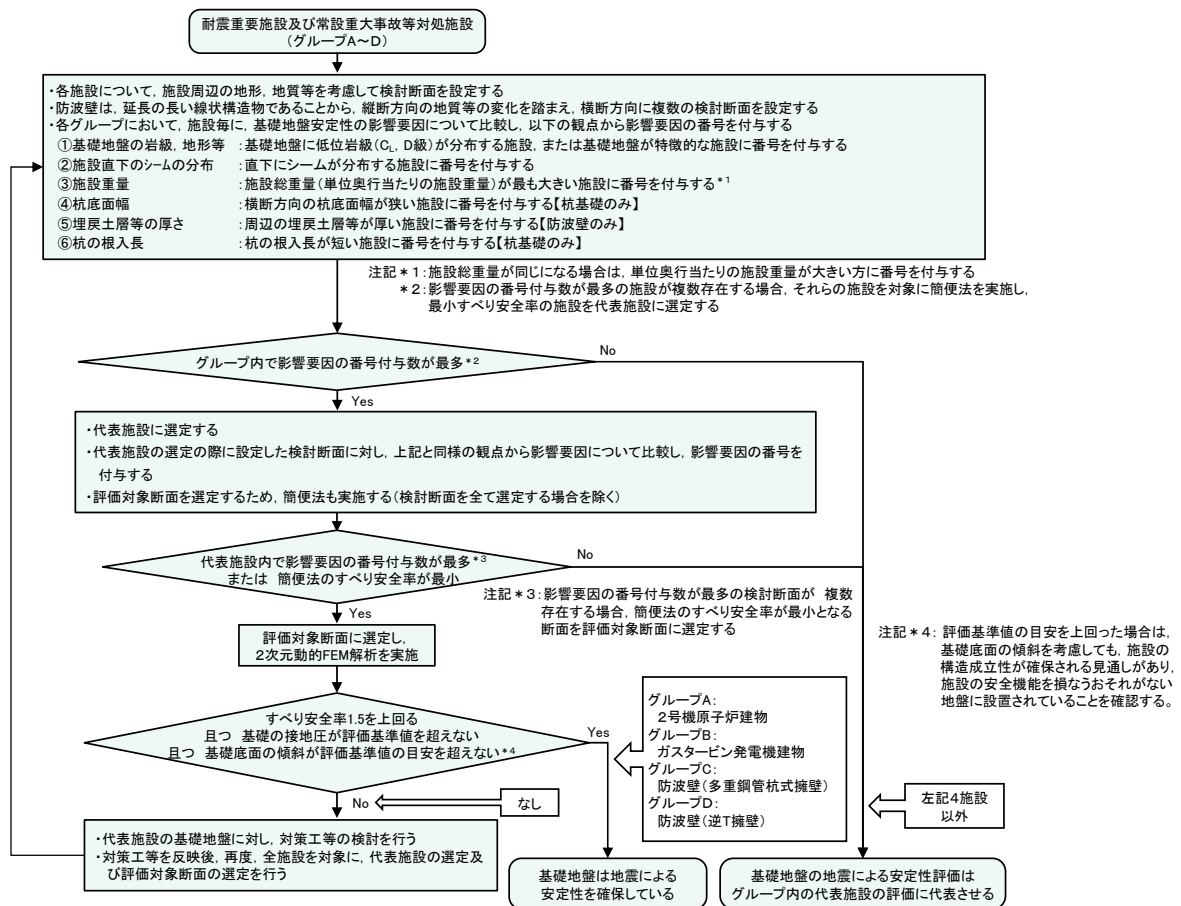 耐震重要施設及び常設重大事故等対処施設
（グループA～D）
・各施設について，施設周辺の地形，地質等を考慮して検討断面を設定する
・防波壁は，延長の長い線状構造物であることから，縦断方向の地質等の変化を踏まえ，横断方向に複数の検討断面を設定する
・各グループにおいて，施設毎に，基礎地盤安定性の影響要因について比較し，以下の観点から影響要因の番号を付与する
①基礎地盤の岩級，地形等 ：基礎地盤に低位岩級（CL，D級）が分布する施設，または基礎地盤が特徴的な施設に番号を付与する
②施設直下のシームの分布 ：直下にシームが分布する施設に番号を付与する
③施設重量 ：施設総重量（単位奥行当たりの施設重量）が最も大きい施設に番号を付与する*1
④杭底面幅 ：横断方向の杭底面幅が狭い施設に番号を付与する【杭基礎のみ】
⑤埋戻土層等の厚さ ：周辺の埋戻土層等が厚い施設に番号を付与する【防波壁のみ】
⑥杭の根入長 ：杭の根入長が短い施設に番号を付与する【杭基礎のみ】
注記＊1：施設総重量が同じになる場合は，単位奥行当たりの施設重量が大きい方に番号を付与する
＊2：影響要因の番号付与数が最多の施設が複数存在する場合，それらの施設を対象に簡便法を実施し，
最小すべり安全率の施設を代表施設に選定する
グループ内で影響要因の番号付与数が最多*2
No
Yes
・代表施設に選定する
・代表施設の選定の際に設定した検討断面に対し，上記と同様の観点から影響要因について比較し，影響要因の番号を
付与する
・評価対象断面を選定するため，簡便法も実施する（検討断面を全て選定する場合を除く）
代表施設内で影響要因の番号付与数が最多*3
または 簡便法のすべり安全率が最小
No
Yes
注記＊3：影響要因の番号付与数が最多の検討断面が 複数
存在する場合，簡便法のすべり安全率が最小となる
断面を評価対象断面に選定する
評価対象断面に選定し，
２次元動的FEM解析を実施
注記＊4： 評価基準値の目安を上回った場合は，
基礎底面の傾斜を考慮しても，施設の
構造成立性が確保される見通しがあり，
施設の安全機能を損なうおそれがない
地盤に設置されていることを確認する。
すべり安全率1.5を上回る
且つ 基礎の接地圧が評価基準値を超えない
且つ 基礎底面の傾斜が評価基準値の目安を超えない*4
Yes
No
なし
グループA：
２号機原子炉建物
グループB：
ガスタービン発電機建物
グループC：
防波壁（多重鋼管杭式擁壁）
グループD：
防波壁（逆T擁壁）
左記４施設
以外
・代表施設の基礎地盤に対し，対策工等の検討を行う
・対策工等を反映後，再度，全施設を対象に，代表施設の選定及
び評価対象断面の選定を行う
基礎地盤は地震による
安定性を確保している
基礎地盤の地震による安定性評価は
グループ内の代表施設の評価に代表させる